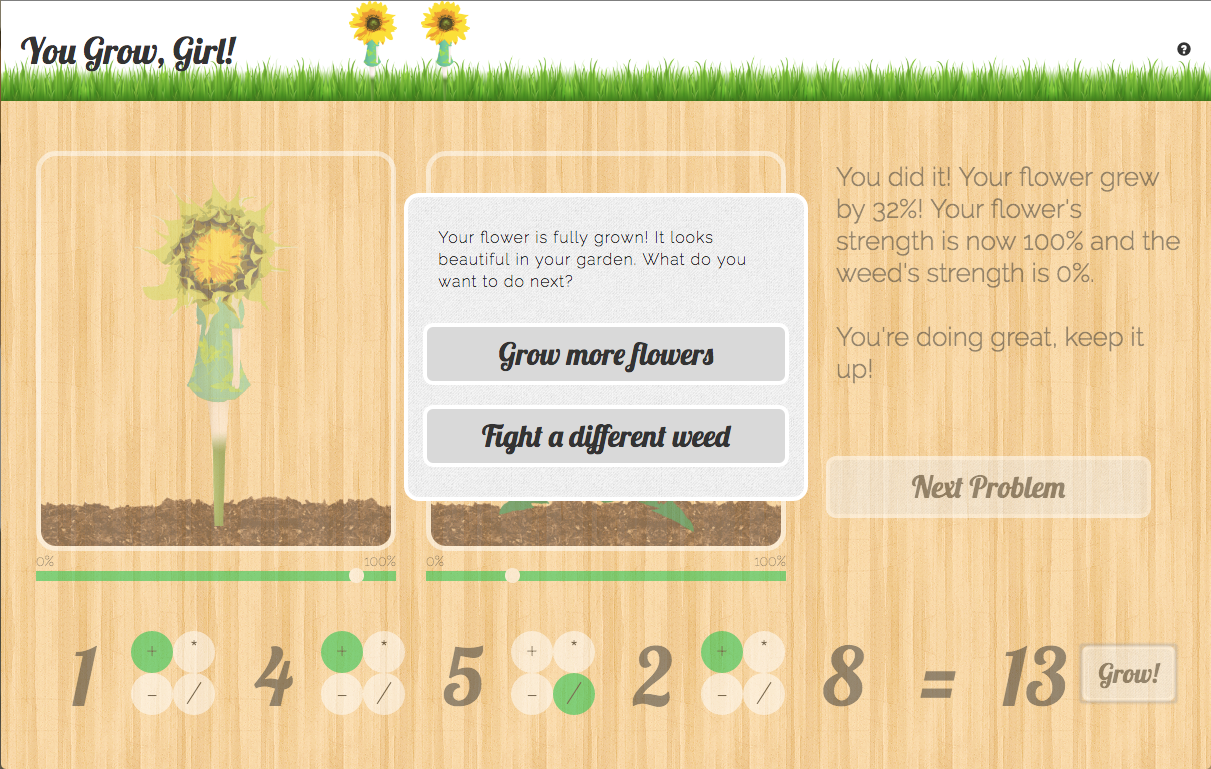 You Grow, Girl!
?
You did it! Your flower grew
by 32%! Your flower's
strength is now 100% and the
weed's strength is 0%.
You're doing great, keep it
up!
Your flower is fully grown! It looks
beautiful in your garden. What do you
want to do next?
Grow more flowers
Fight a different weed
Next Problem
0% 100% 0% 100%
1 + * - / 4 + * - / 5 + * - / 2 + * - / 8 = 13 Grow!